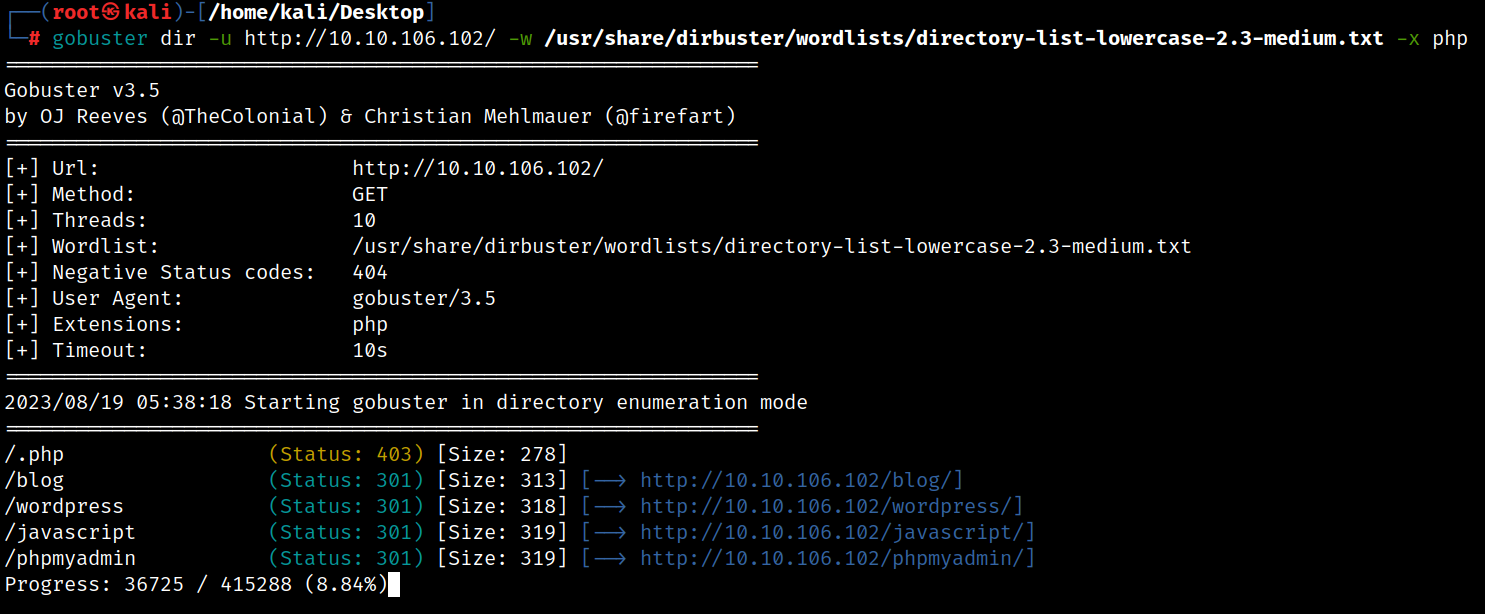 ┌──(root㉿kali)-[/home/kali/Desktop]
└─# gobuster dir -u http://10.10.106.102/ -w /usr/share/dirbuster/wordlists/directory-list-lowercase-2.3-medium.txt -x php
===============================================================
Gobuster v3.5
by OJ Reeves (@TheColonial) & Christian Mehlmauer (@firefart)
===============================================================
[+] Url:                     http://10.10.106.102/
[+] Method:                  GET
[+] Threads:                 10
[+] Wordlist:                /usr/share/dirbuster/wordlists/directory-list-lowercase-2.3-medium.txt
[+] Negative Status codes:   404
[+] User Agent:              gobuster/3.5
[+] Extensions:              php
[+] Timeout:                 10s
===============================================================
2023/08/19 05:38:18 Starting gobuster in directory enumeration mode
===============================================================
/.php                 (Status: 403) [Size: 278]
/blog                 (Status: 301) [Size: 313] [--> http://10.10.106.102/blog/]
/wordpress            (Status: 301) [Size: 318] [--> http://10.10.106.102/wordpress/]
/javascript           (Status: 301) [Size: 319] [--> http://10.10.106.102/javascript/]
/phpmyadmin           (Status: 301) [Size: 319] [--> http://10.10.106.102/phpmyadmin/]
Progress: 36725 / 415288 (8.84%)